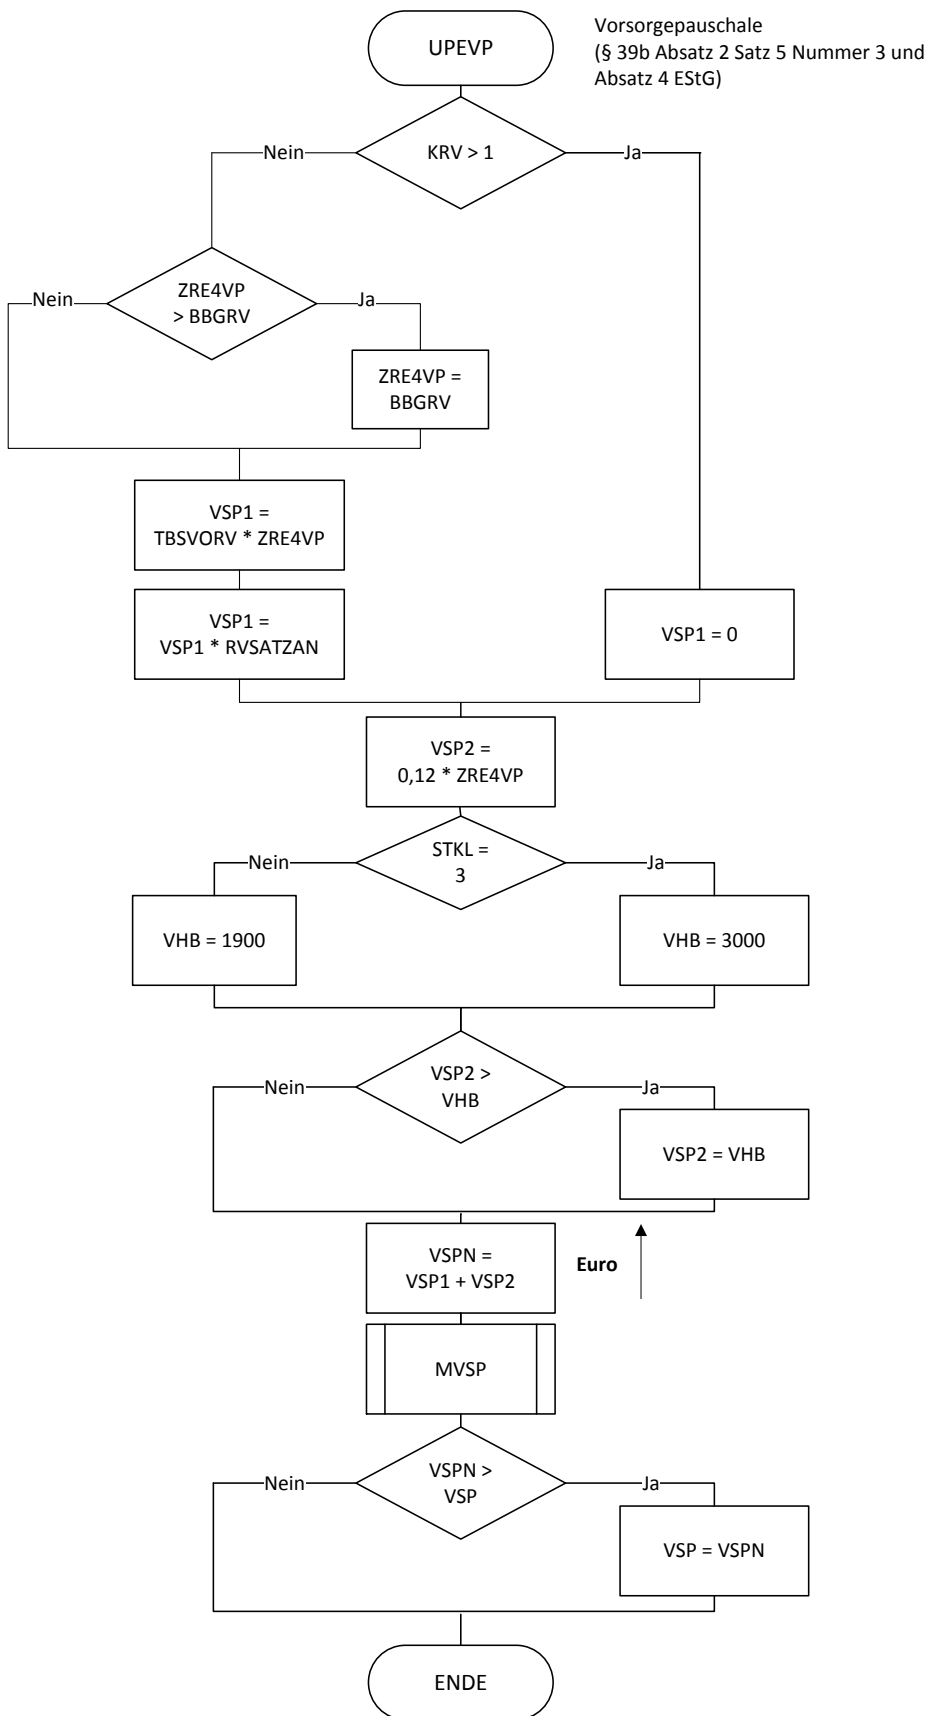 UPEVP
Vorsorgepauschale
(§ 39b Absatz 2 Satz 5 Nummer 3 und
Absatz 4 EStG)
KRV > 1
Nein
Ja
ZRE4VP
> BBGRV
Nein
Ja
ZRE4VP =
BBGRV
VSP1 =
TBSVORV * ZRE4VP
VSP1 =
VSP1 * RVSATZAN
VSP1 = 0
VSP2 =
0,12 * ZRE4VP
STKL =
3
Nein
Ja
VHB = 1900
VHB = 3000
VSP2 >
VHB
Nein
Ja
VSP2 = VHB
VSPN =
VSP1 + VSP2
Euro
MVSP
VSPN >
VSP
Nein
Ja
VSP = VSPN
ENDE